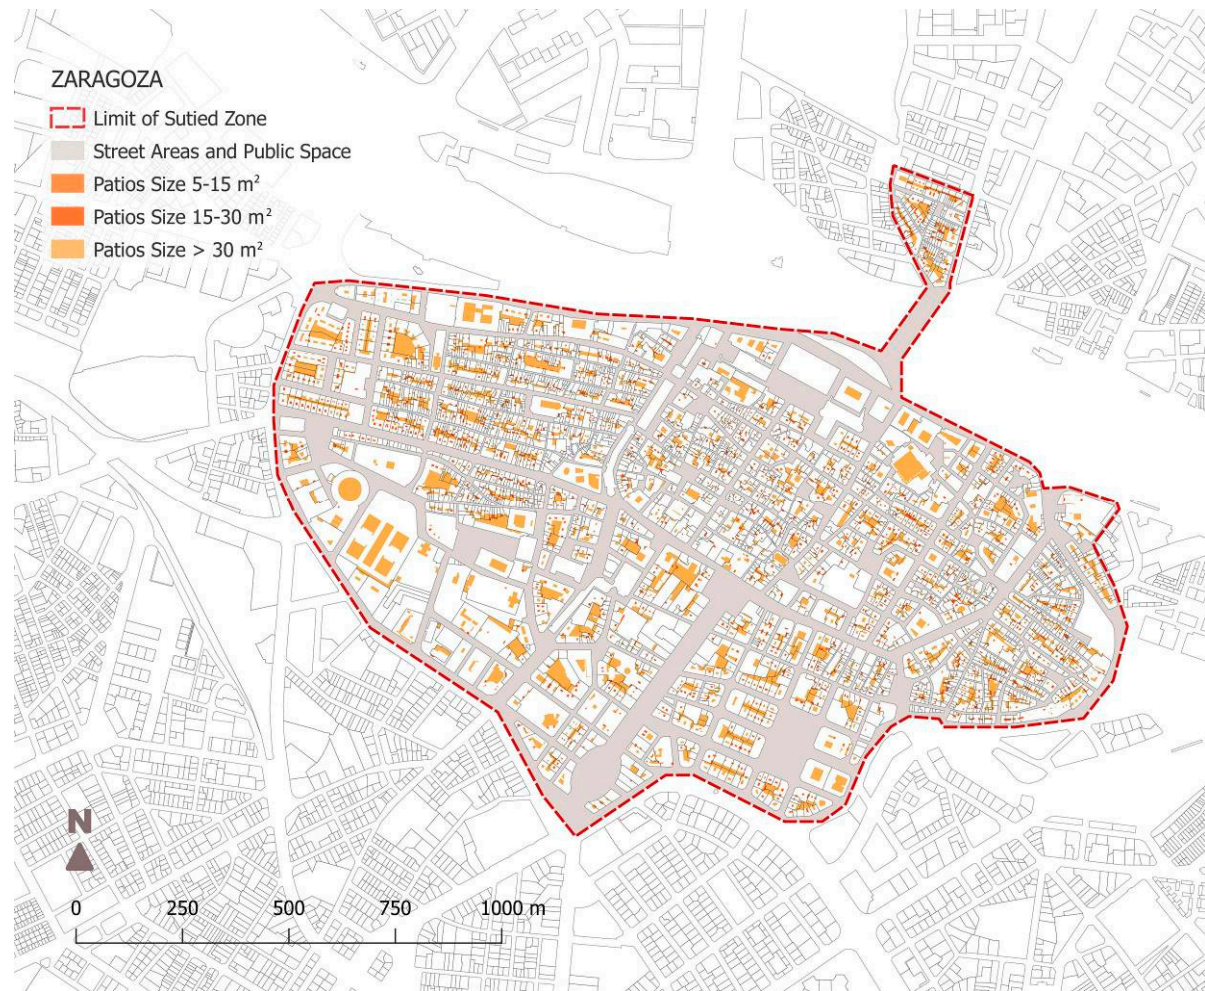 ZARAGOZA
Limit of Sutied Zone
Street Areas and Public Space
Patios Size 5-15 m²
Patios Size 15-30 m²
Patios Size > 30 m²
N
0 250 500 750 1000 m